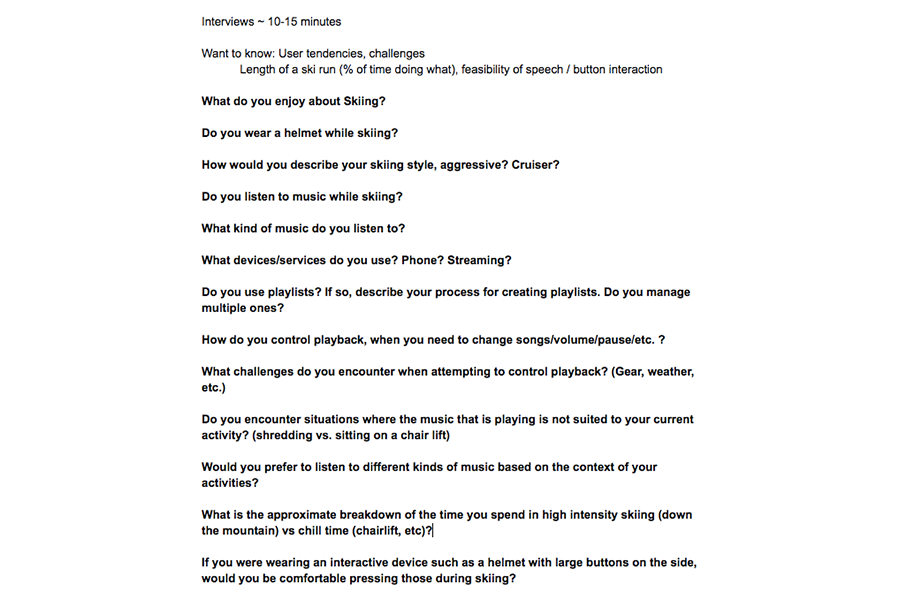 Interviews ~ 10-15 minutes
Want to know: User tendencies, challenges
Length of a ski run (% of time doing what), feasibility of speech / button interaction
What do you enjoy about Skiing?
Do you wear a helmet while skiing?
How would you describe your skiing style, aggressive? Cruiser?
Do you listen to music while skiing?
What kind of music do you listen to?
What devices/services do you use? Phone? Streaming?
Do you use playlists? If so, describe your process for creating playlists. Do you manage
multiple ones?
How do you control playback, when you need to change songs/volume/pause/etc. ?
What challenges do you encounter when attempting to control playback? (Gear, weather,
etc.)
Do you encounter situations where the music that is playing is not suited to your current
activity? (shredding vs. sitting on a chair lift)
Would you prefer to listen to different kinds of music based on the context of your
activities?
What is the approximate breakdown of the time you spend in high intensity skiing (down
the mountain) vs chill time (chairlift, etc)?
If you were wearing an interactive device such as a helmet with large buttons on the side,
would you be comfortable pressing those during skiing?